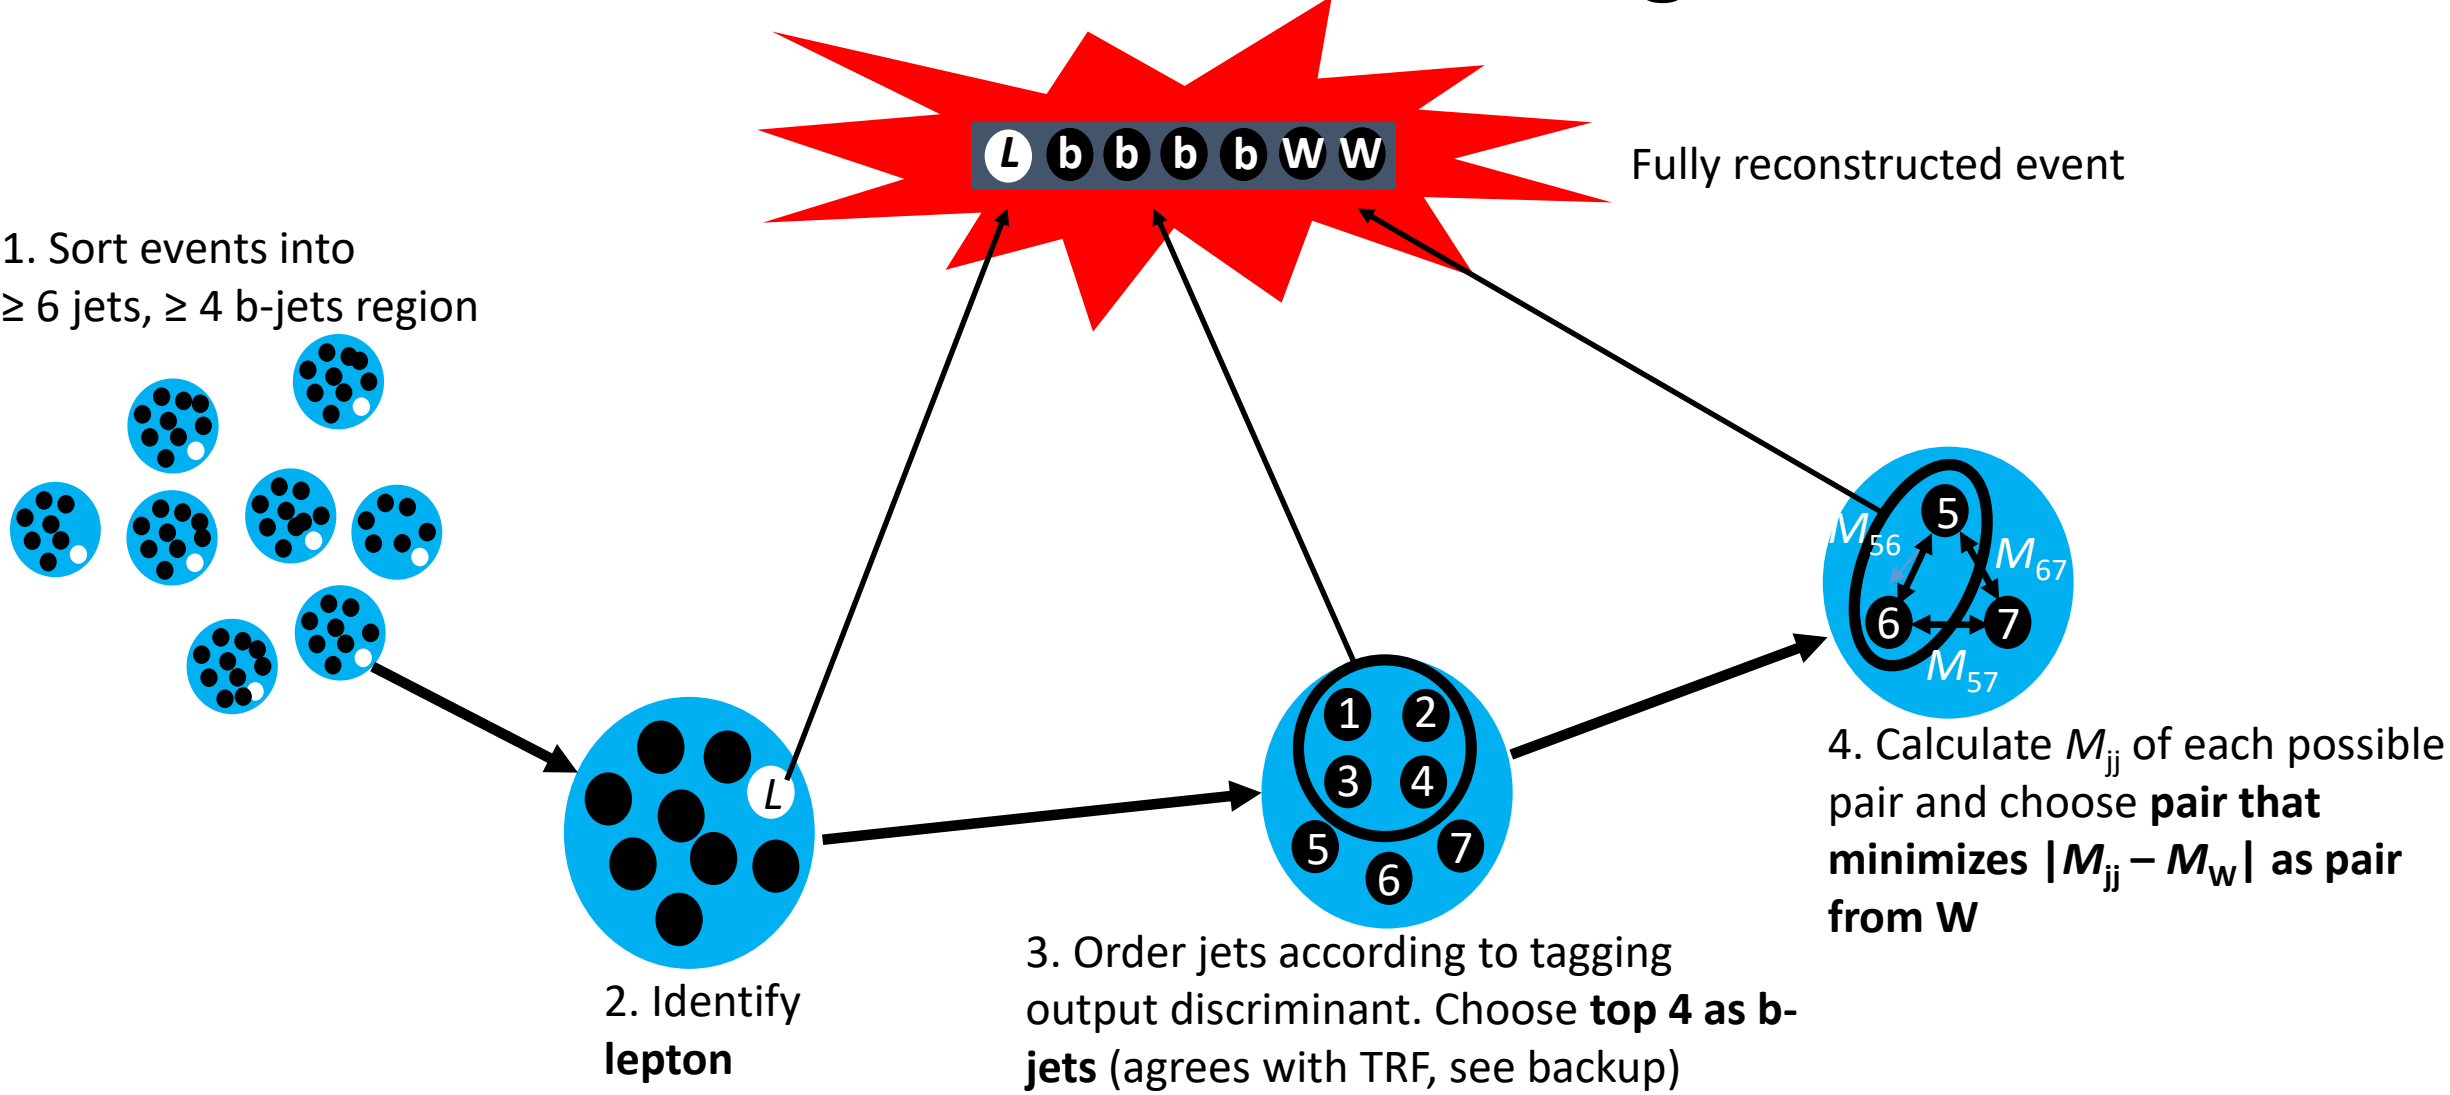 L b b b b W W
Fully reconstructed event
1. Sort events into
≥ 6 jets, ≥ 4 b-jets region
L
2. Identify
lepton
1 2
3 4
5 6 7
3. Order jets according to tagging
output discriminant. Choose top 4 as b-
jets (agrees with TRF, see backup)
5
M56
M67
6 7
M57
4. Calculate Mjj of each possible
pair and choose pair that
minimizes |Mjj – MW| as pair
from W